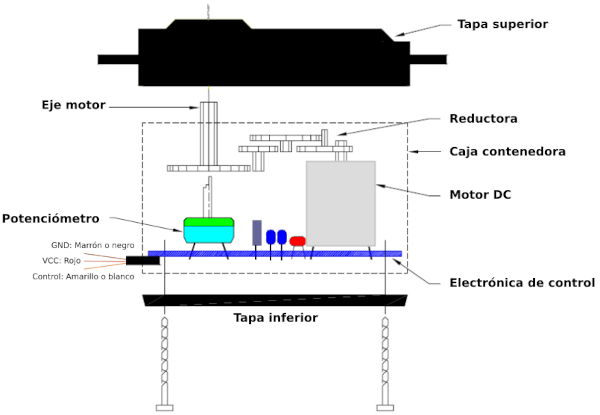 Tapa superior
Eje motor
Reductora
Caja contenedora
Motor DC
Potenciómetro
GND: Marrón o negro
VCC: Rojo
Control: Amarillo o blanco
Electrónica de control
Tapa inferior